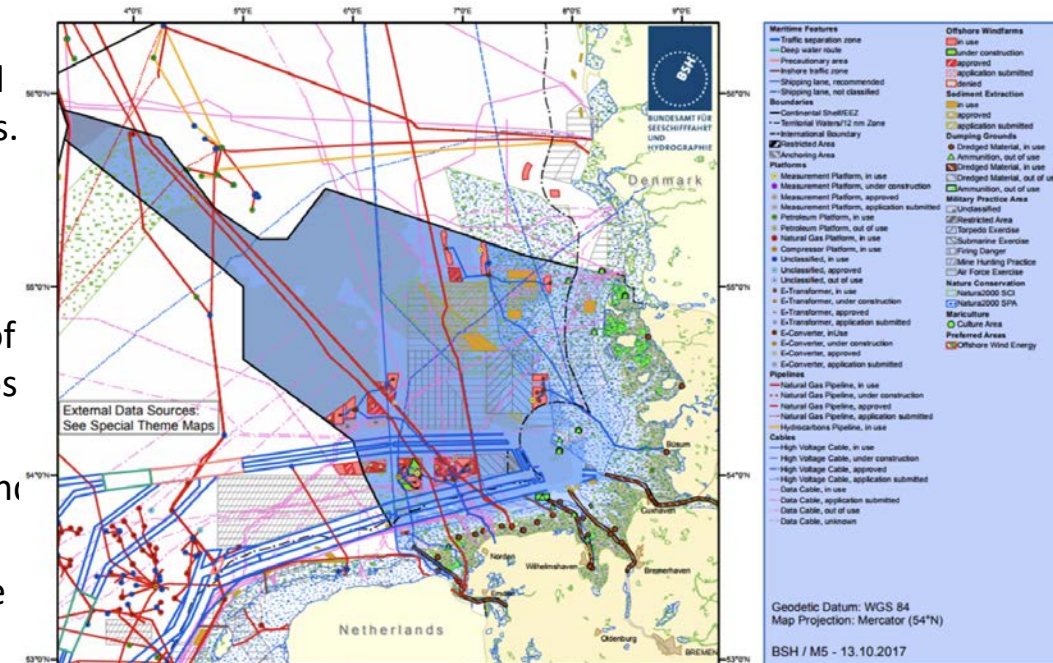 s.
of
4°0'E
5°0'E
6°0'E
7°0'E
8°0'E
9°0'E
56°0'N
56°0'N
55°0'N
55°0'N
54°0'N
54°0'N
53°0'N
53°0'N
BSH
BUNDESAMT FÜR
SEESCHIFFFAHRT
UND
HYDROGRAPHIE
Denmark
External Data Sources:
See Special Theme Maps
Büsum
Cuxhaven
Norden
Wilhelmshaven
Bremerhaven
Emden
Netherlands
Oldenburg
BREMEN
Maritime Features
Traffic separation zone
Deep water route
Precautionary area
Inshore traffic zone
Shipping lane, recommended
Shipping lane, not classified
Boundaries
Continental Shelf/EEZ
Territorial Waters/12 nm Zone
International Boundary
Restricted Area
Anchoring Area
Platforms
Measurement Platform, in use
Measurement Platform, under construction
Measurement Platform, approved
Measurement Platform, application submitted
Petroleum Platform, in use
Petroleum Platform, out of use
Natural Gas Platform, in use
Compressor Platform, in use
Unclassified, in use
Unclassified, approved
Unclassified, out of use
E-Transformer, in use
E-Transformer, under construction
E-Transformer, approved
E-Transformer, application submitted
E-Converter, inUse
E-Converter, under construction
E-Converter, approved
E-Converter, application submitted
Pipelines
Natural Gas Pipeline, in use
Natural Gas Pipeline, under construction
Natural Gas Pipeline, approved
Natural Gas Pipeline, application submitted
Hydrocarbons Pipeline, in use
Cables
High Voltage Cable, in use
High Voltage Cable, under construction
High Voltage Cable, approved
High Voltage Cable, application submitted
Data Cable, in use
Data Cable, application submitted
Data Cable, out of use
Data Cable, unknown
Offshore Windfarms
in use
under construction
approved
application submitted
denied
Sediment Extraction
in use
approved
application submitted
Dumping Grounds
Dredged Material, in use
Ammunition, out of use
Dredged Material, in use
Dredged Material, out of use
Ammunition, out of use
Military Practice Area
Unclassified
Restricted Area
Torpedo Exercise
Submarine Exercise
Firing Danger
Mine Hunting Practice
Air Force Exercise
Nature Conservation
Natura2000 SCI
Natura2000 SPA
Mariculture
Culture Area
Preferred Areas
Offshore Wind Energy
Geodetic Datum: WGS 84
Map Projection: Mercator (54°N)
BSH / M5 - 13.10.2017